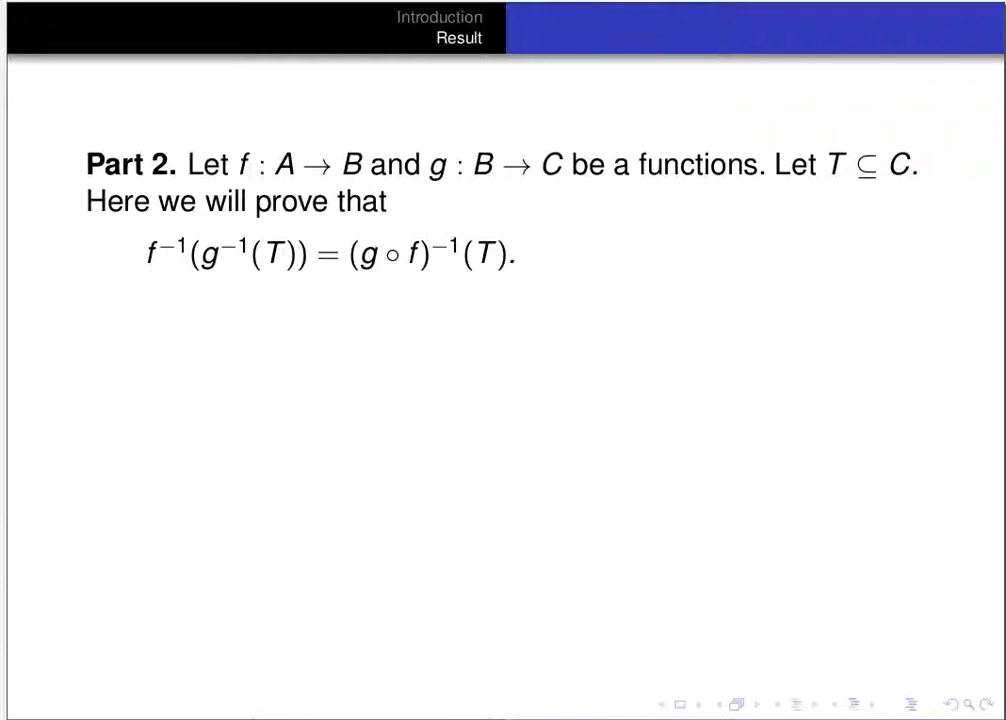 Introduction
Result
Part 2. Let f : A → B and g : B → C be a functions. Let T ⊆ C.
Here we will prove that
f⁻¹(g⁻¹(T)) = (g ∘ f)⁻¹(T).